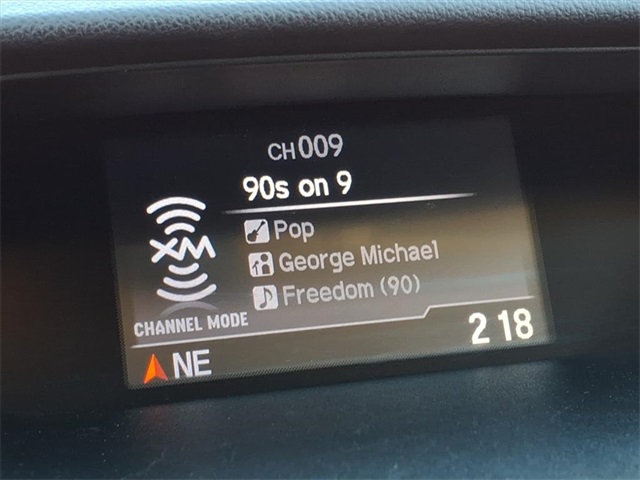 CH009
90s on 9
XM
Pop
George Michael
Freedom (90)
CHANNEL MODE
NE
2 18